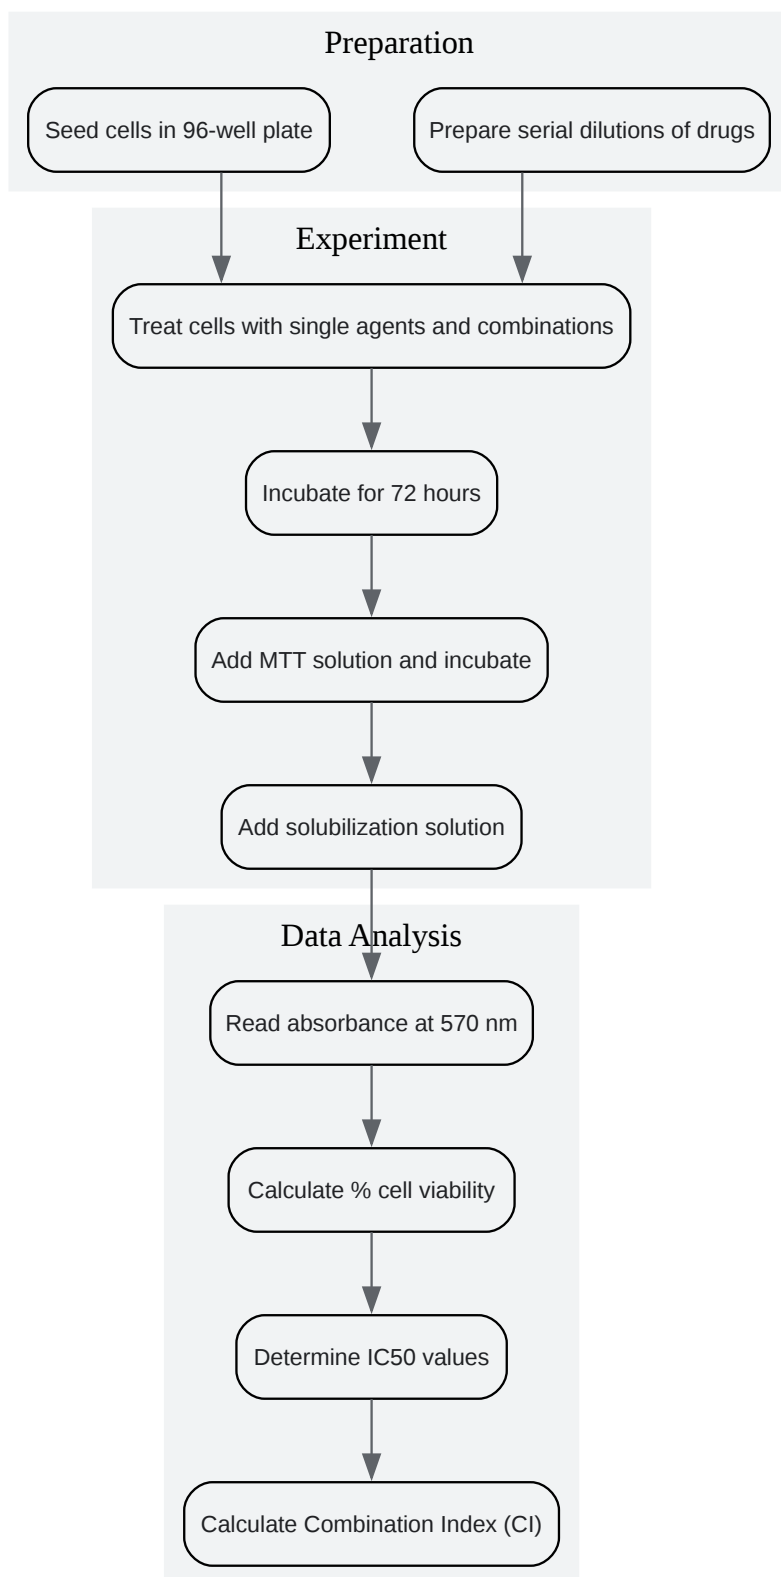 Preparation
Seed cells in 96-well plate
Prepare serial dilutions of drugs
Experiment
Treat cells with single agents and combinations
Incubate for 72 hours
Add MTT solution and incubate
Add solubilization solution
Data Analysis
Read absorbance at 570 nm
Calculate % cell viability
Determine IC50 values
Calculate Combination Index (CI)